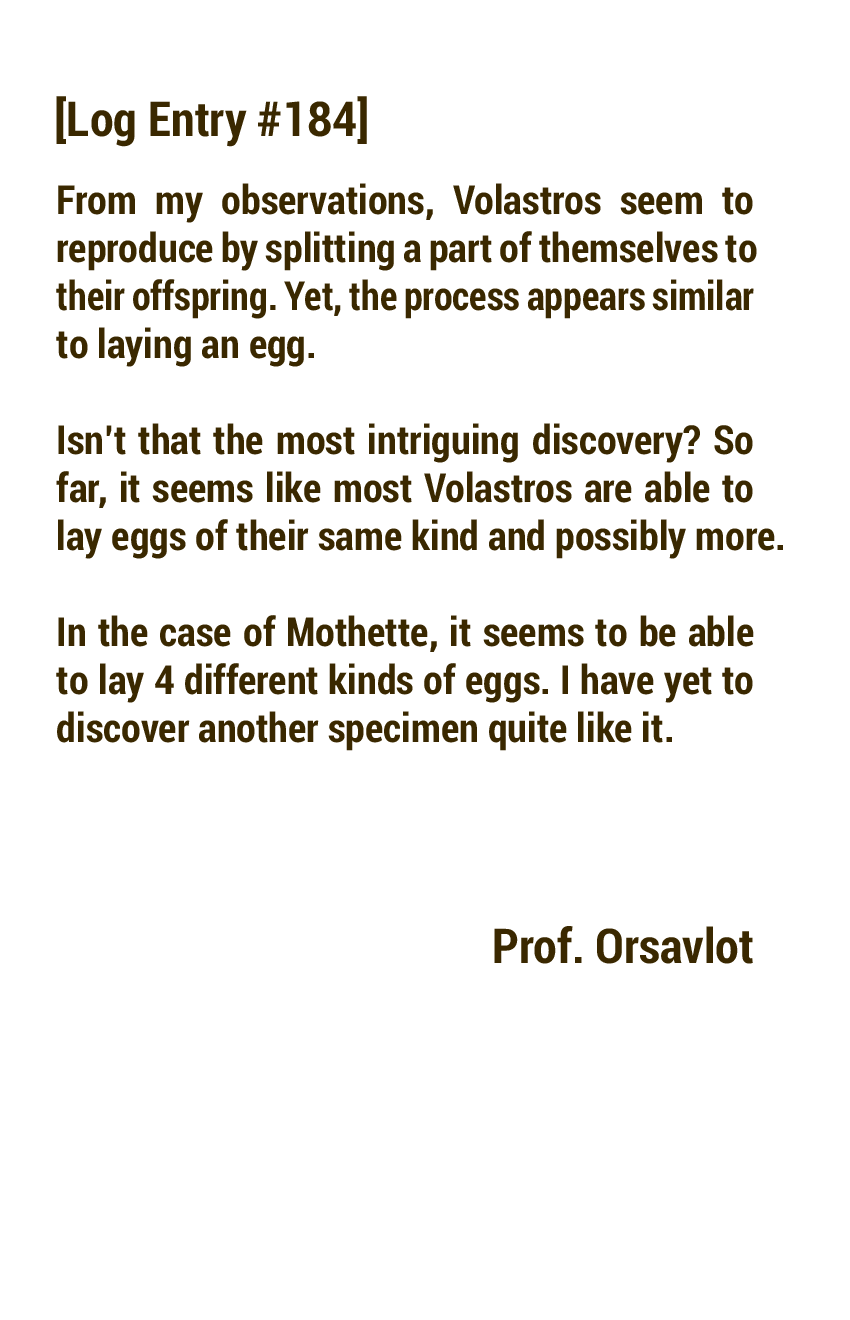 [Log Entry #184]
From my observations, Volastros seem to
reproduce by splitting a part of themselves to
their offspring. Yet, the process appears similar
to laying an egg.
Isn't that the most intriguing discovery? So
far, it seems like most Volastros are able to
lay eggs of their same kind and possibly more.
In the case of Mothette, it seems to be able
to lay 4 different kinds of eggs. I have yet to
discover another specimen quite like it.
Prof. Orsavlot